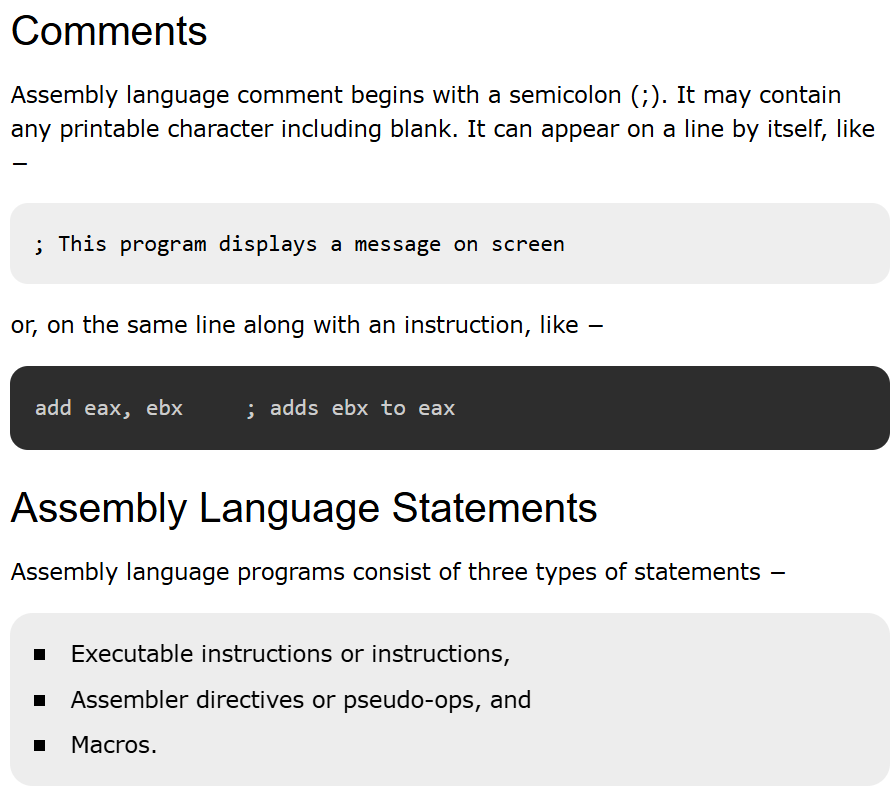 Comments
Assembly language comment begins with a semicolon (;). It may contain
any printable character including blank. It can appear on a line by itself, like
−
; This program displays a message on screen
or, on the same line along with an instruction, like −
add eax, ebx     ; adds ebx to eax
Assembly Language Statements
Assembly language programs consist of three types of statements −
■ Executable instructions or instructions,
■ Assembler directives or pseudo-ops, and
■ Macros.